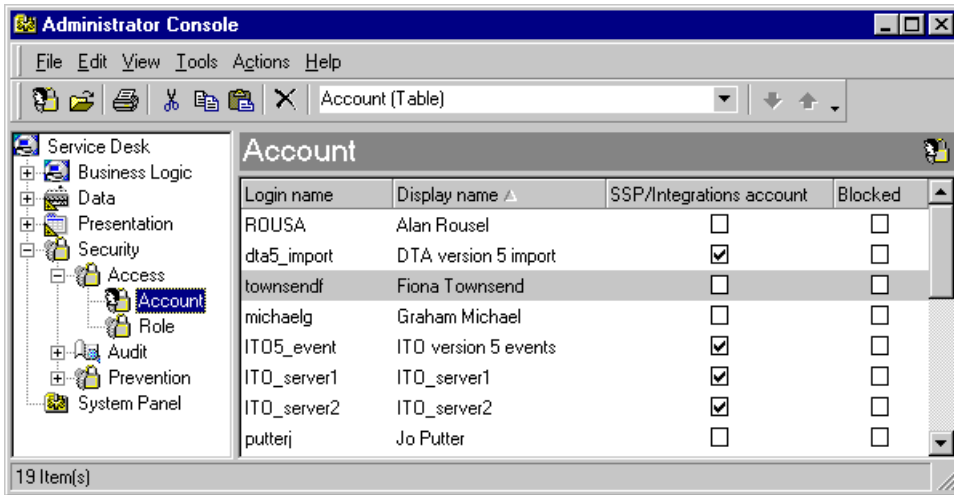 Administrator Console
File Edit View Tools Actions Help
Account (Table)
Service Desk
Business Logic
Data
Presentation
Security
Access
Account
Role
Audit
Prevention
System Panel
Account
Login name Display name SSP/Integrations account Blocked
ROUSA Alan Rousel
dta5_import DTA version 5 import
townsendf Fiona Townsend
michaelg Graham Michael
ITO5_event ITO version 5 events
ITO_server1 ITO_server1
ITO_server2 ITO_server2
putterj Jo Putter
19 Item(s)